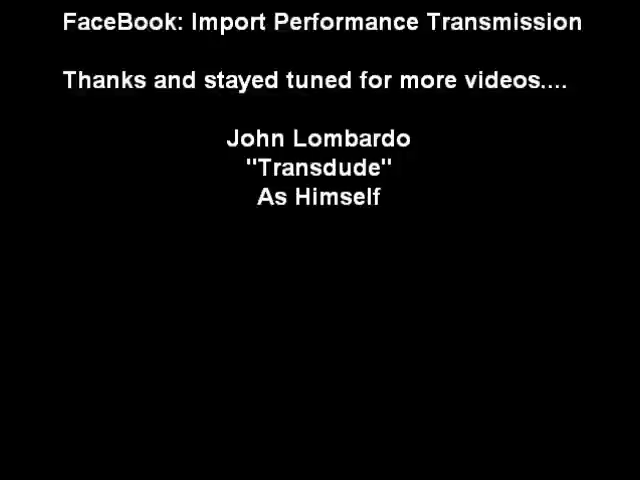 FaceBook: Import Performance Transmission
Thanks and stayed tuned for more videos....
John Lombardo
"Transdude"
As Himself